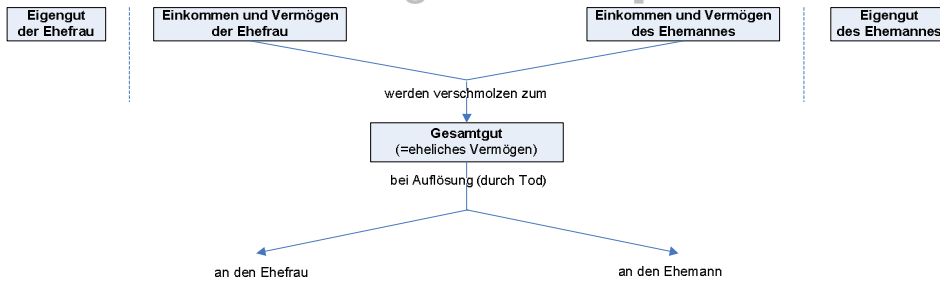 Eigengut
der Ehefrau
Einkommen und Vermögen
der Ehefrau
Einkommen und Vermögen
des Ehemannes
Eigengut
des Ehemannes
werden verschmolzen zum
Gesamtgut
(=eheliches Vermögen)
bei Auflösung (durch Tod)
an den Ehefrau
an den Ehemann